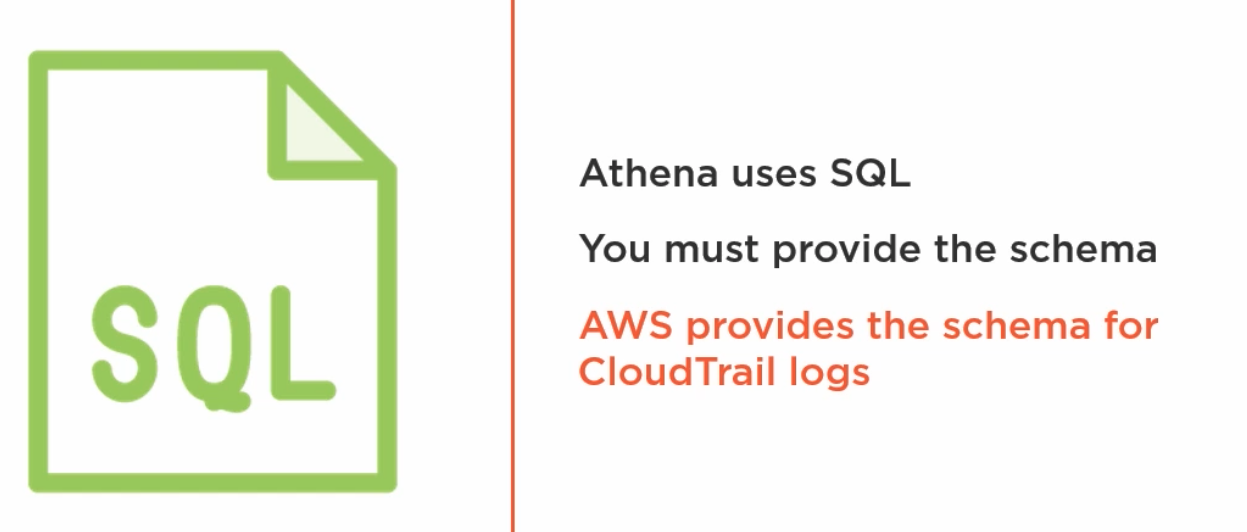 SQL
Athena uses SQL
You must provide the schema
AWS provides the schema for
CloudTrail logs